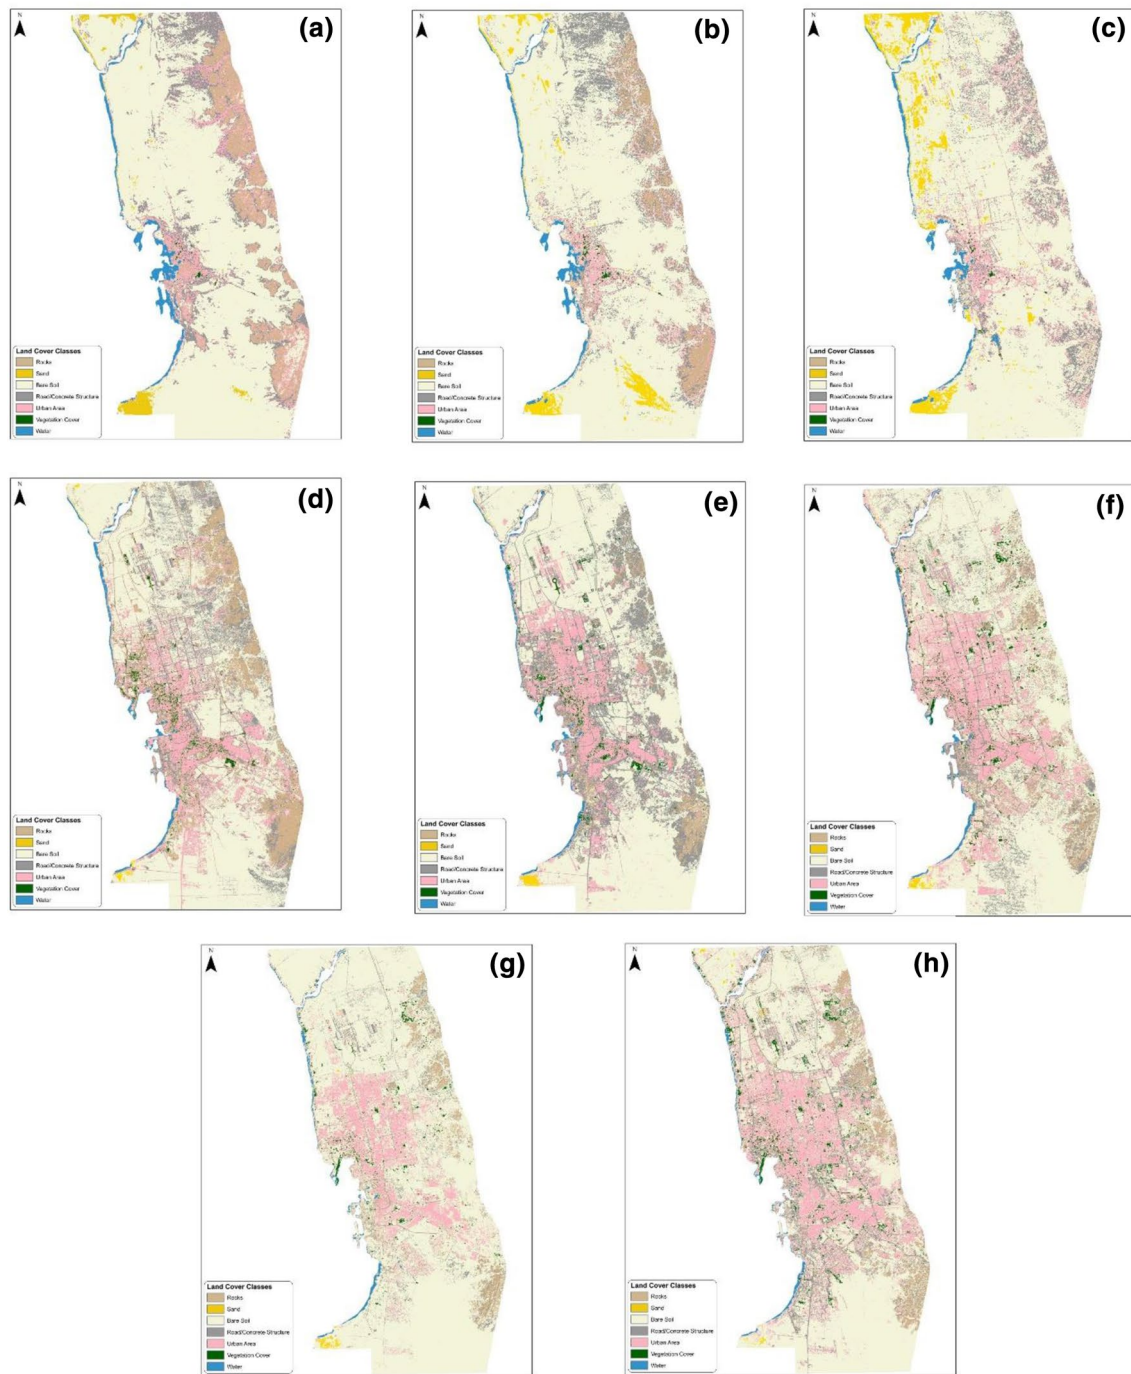 N
(a)
Land Cover Classes
Rocks
Sand
Bare Soil
Road/Concrete Structure
Urban Area
Vegetation Cover
Water
N
(b)
Land Cover Classes
Rocks
Sand
Bare Soil
Road/Concrete Structure
Urban Area
Vegetation Cover
Water
N
(c)
Land Cover Classes
Rocks
Sand
Bare Soil
Road/Concrete Structure
Urban Area
Vegetation Cover
Water
N
(d)
Land Cover Classes
Rocks
Sand
Bare Soil
Road/Concrete Structure
Urban Area
Vegetation Cover
Water
N
(e)
Land Cover Classes
Rocks
Sand
Bare Soil
Road/Concrete Structure
Urban Area
Vegetation Cover
Water
N
(f)
Land Cover Classes
Rocks
Sand
Bare Soil
Road/Concrete Structure
Urban Area
Vegetation Cover
Water
N
(g)
Land Cover Classes
Rocks
Sand
Bare Soil
Road/Concrete Structure
Urban Area
Vegetation Cover
Water
N
(h)
Land Cover Classes
Rocks
Sand
Bare Soil
Road/Concrete Structure
Urban Area
Vegetation Cover
Water